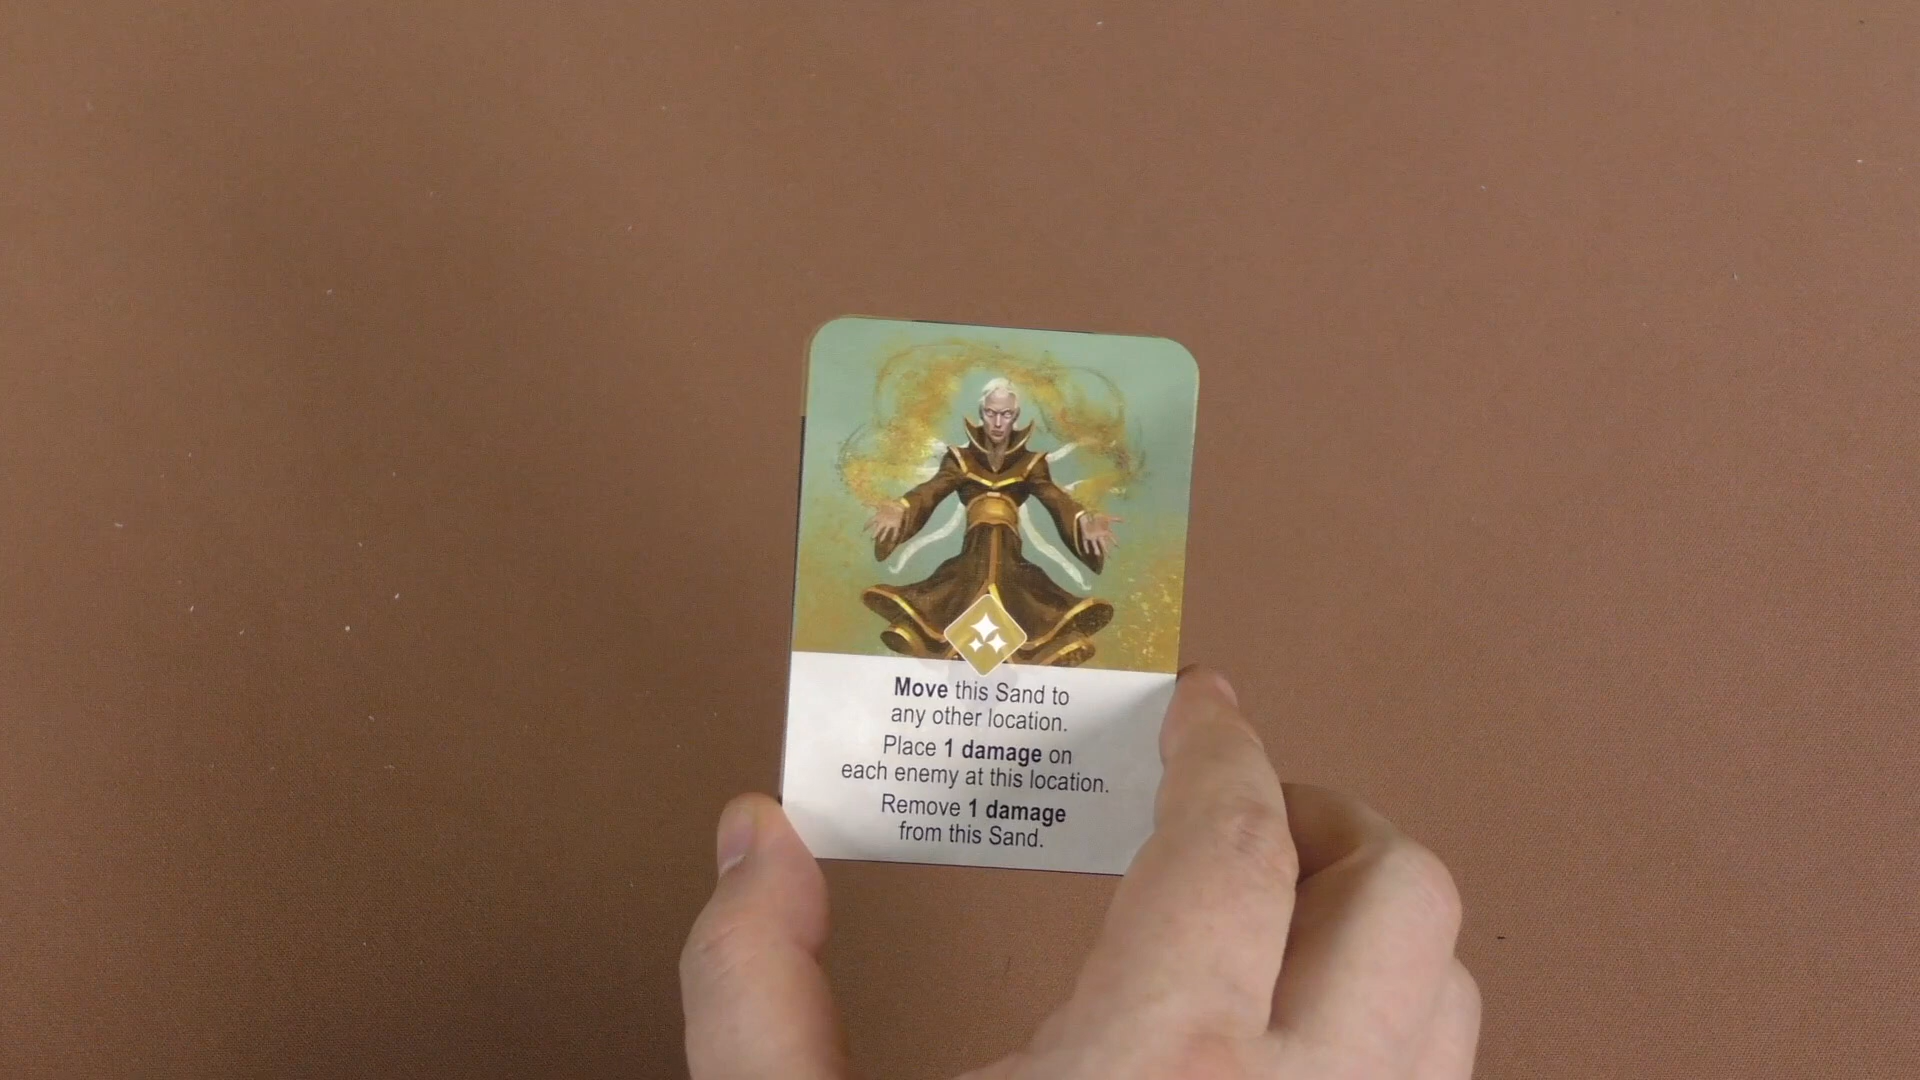 Move this Sand to
any other location.
Place 1 damage on
each enemy at this location.
Remove 1 damage
from this Sand.